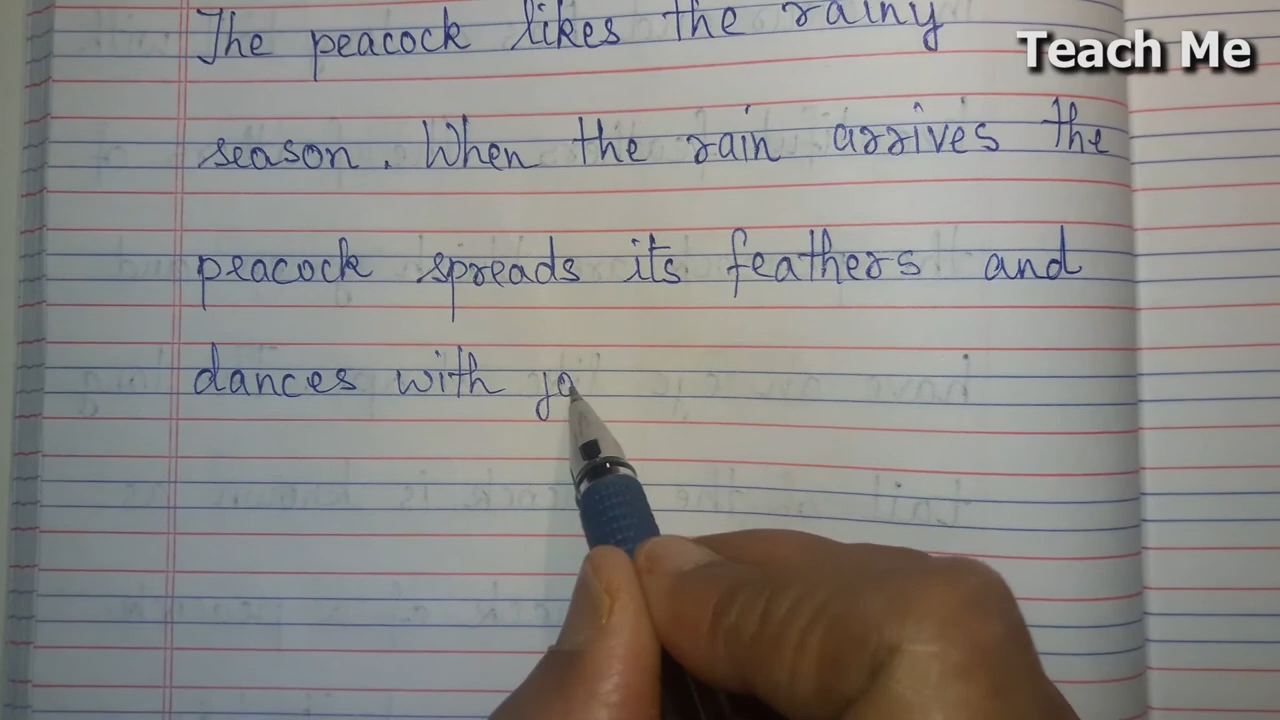 The peacock likes the rainy
Teach Me
season. When the rain arrives the
peacock spreads its feathers and
dances with jo